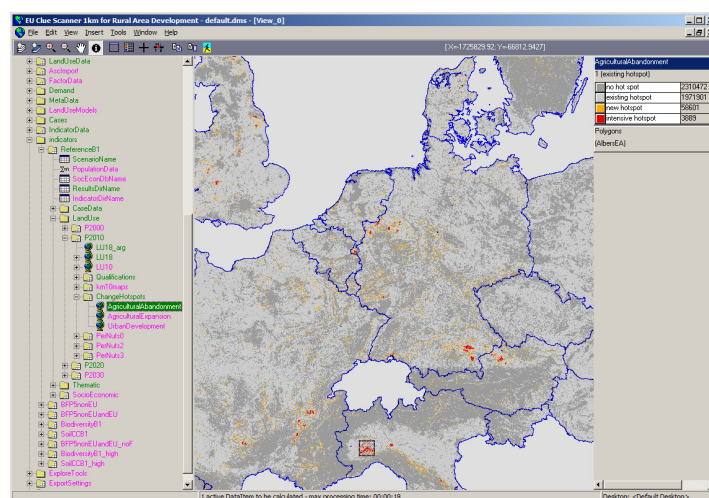 EU Clue Scanner 1km for Rural Area Development - default.dms - [View_0]
File Edit View Insert Tools Window Help
[X=-1725829.92; Y=-66812.9427]
LandUseData
AscImport
FactorData
Demand
MetaData
LandUseModels
Cases
IndicatorData
indicators
ReferenceB1
ScenarioName
PopulationData
SocEconDbName
ResultsDirName
IndicatorDirName
CaseData
LandUse
P2000
P2010
LU18_arg
LU18
LU10
Qualifications
km10maps
ChangeHotspots
AgriculturalAbandonment
AgriculturalExpansion
UrbanDevelopment
PerNuts0
PerNuts2
PerNuts3
P2020
P2030
Thematic
SocioEconomic
BFP5nonEU
BFP5nonEUandEU
BiodiversityB1
SoilCCB1
BFP5nonEUandEU_noF
BiodiversityB1_high
SoilCCB1_high
ExploreTools
ExportSettings
AgriculturalAbandonment
1 (existing hotspot)
no hot spot 2310472
existing hotspot 1971901
new hotspot 58601
intensive hotspot 3889
Polygons
(AlbersEA)
1 active DataItem to be calculated - max processing time: 00:00:18
Desktop: <Default Desktop>